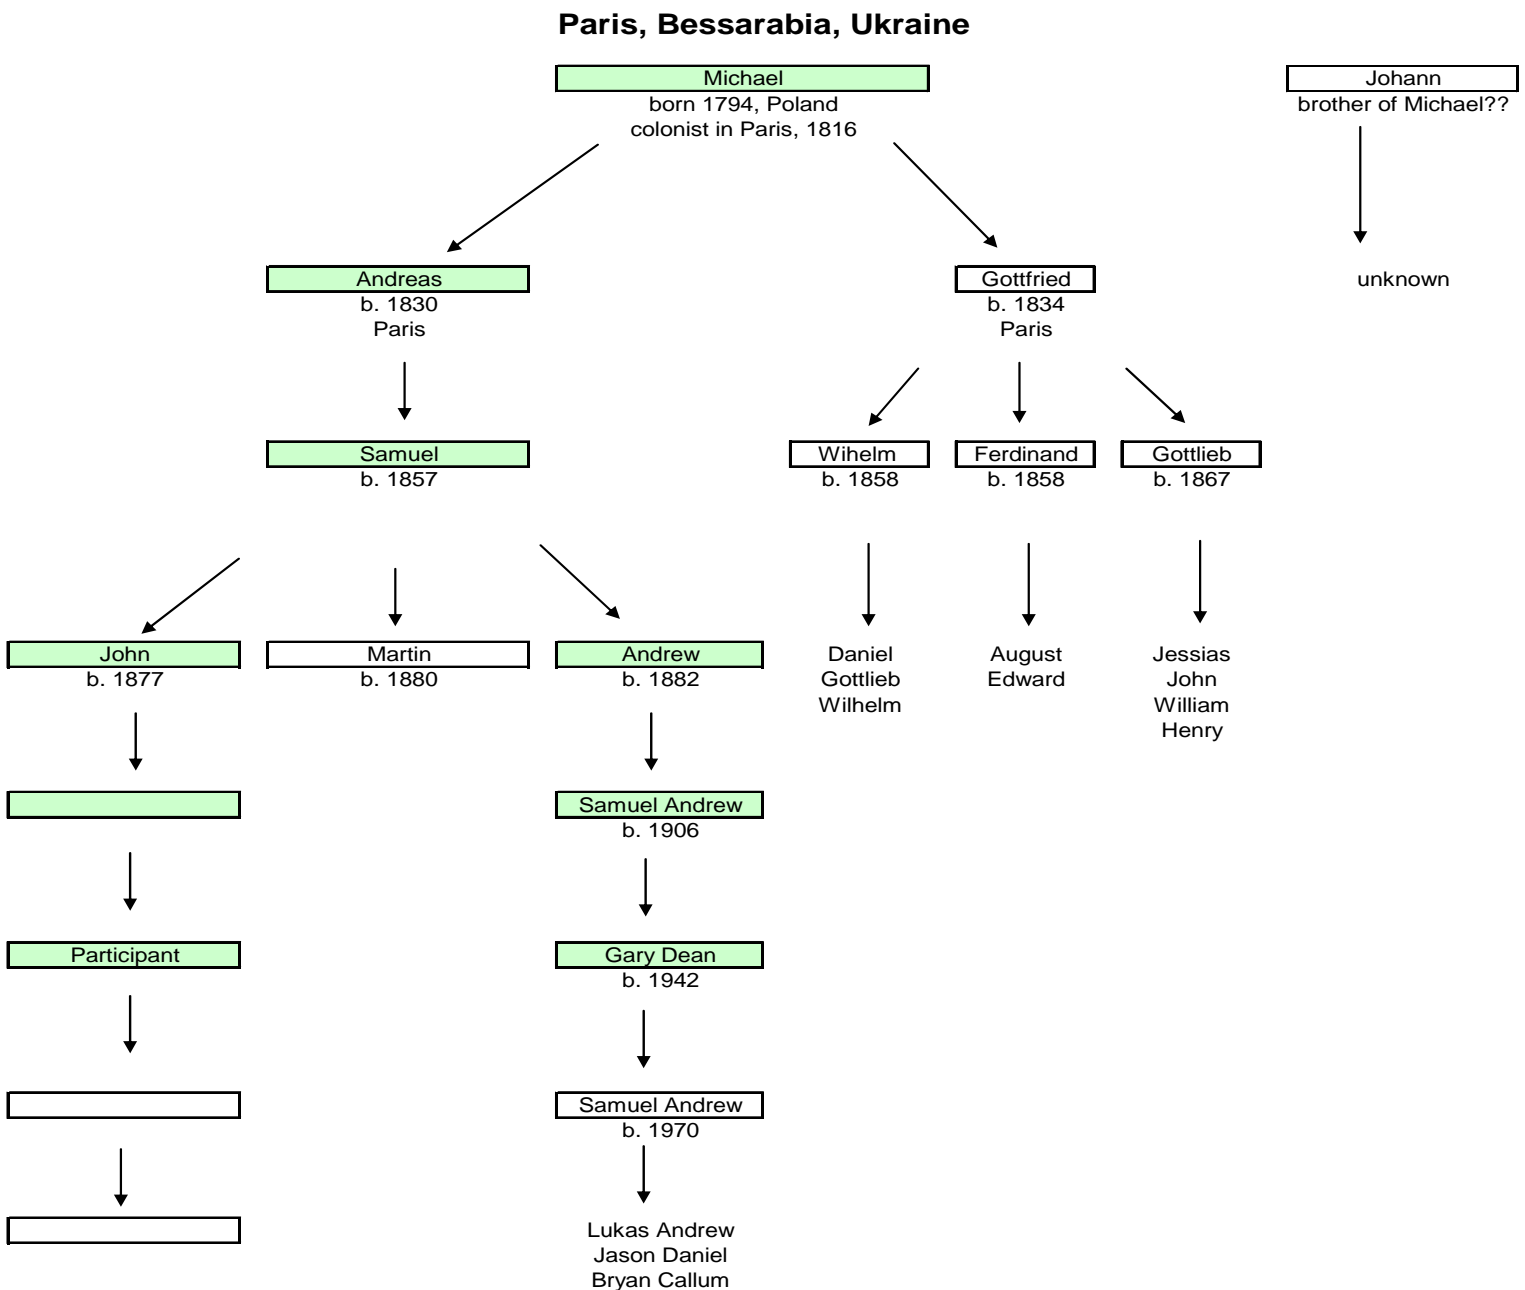 Paris, Bessarabia, Ukraine
Michael
born 1794, Poland
colonist in Paris, 1816
Johann
brother of Michael??
Andreas
b. 1830
Paris
Gottfried
b. 1834
Paris
unknown
Samuel
b. 1857
Wihelm
b. 1858
Ferdinand
b. 1858
Gottlieb
b. 1867
John
b. 1877
Martin
b. 1880
Andrew
b. 1882
Daniel
Gottlieb
Wilhelm
August
Edward
Jessias
John
William
Henry
Samuel Andrew
b. 1906
Participant
Gary Dean
b. 1942
Samuel Andrew
b. 1970
Lukas Andrew
Jason Daniel
Bryan Callum